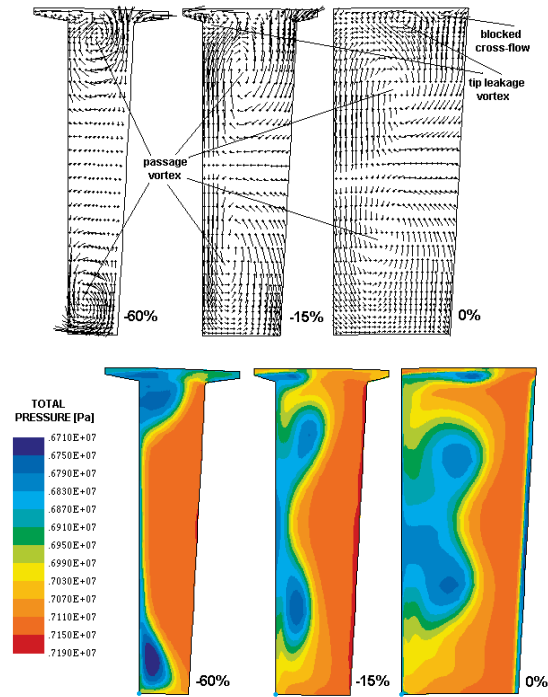 blocked
cross-flow
tip leakage
vortex
passage
vortex
-60%
-15%
0%
TOTAL
PRESSURE [Pa]
.6710E+07
.6750E+07
.6790E+07
.6830E+07
.6870E+07
.6910E+07
.6950E+07
.6990E+07
.7030E+07
.7070E+07
.7110E+07
.7150E+07
.7190E+07
-60%
-15%
0%